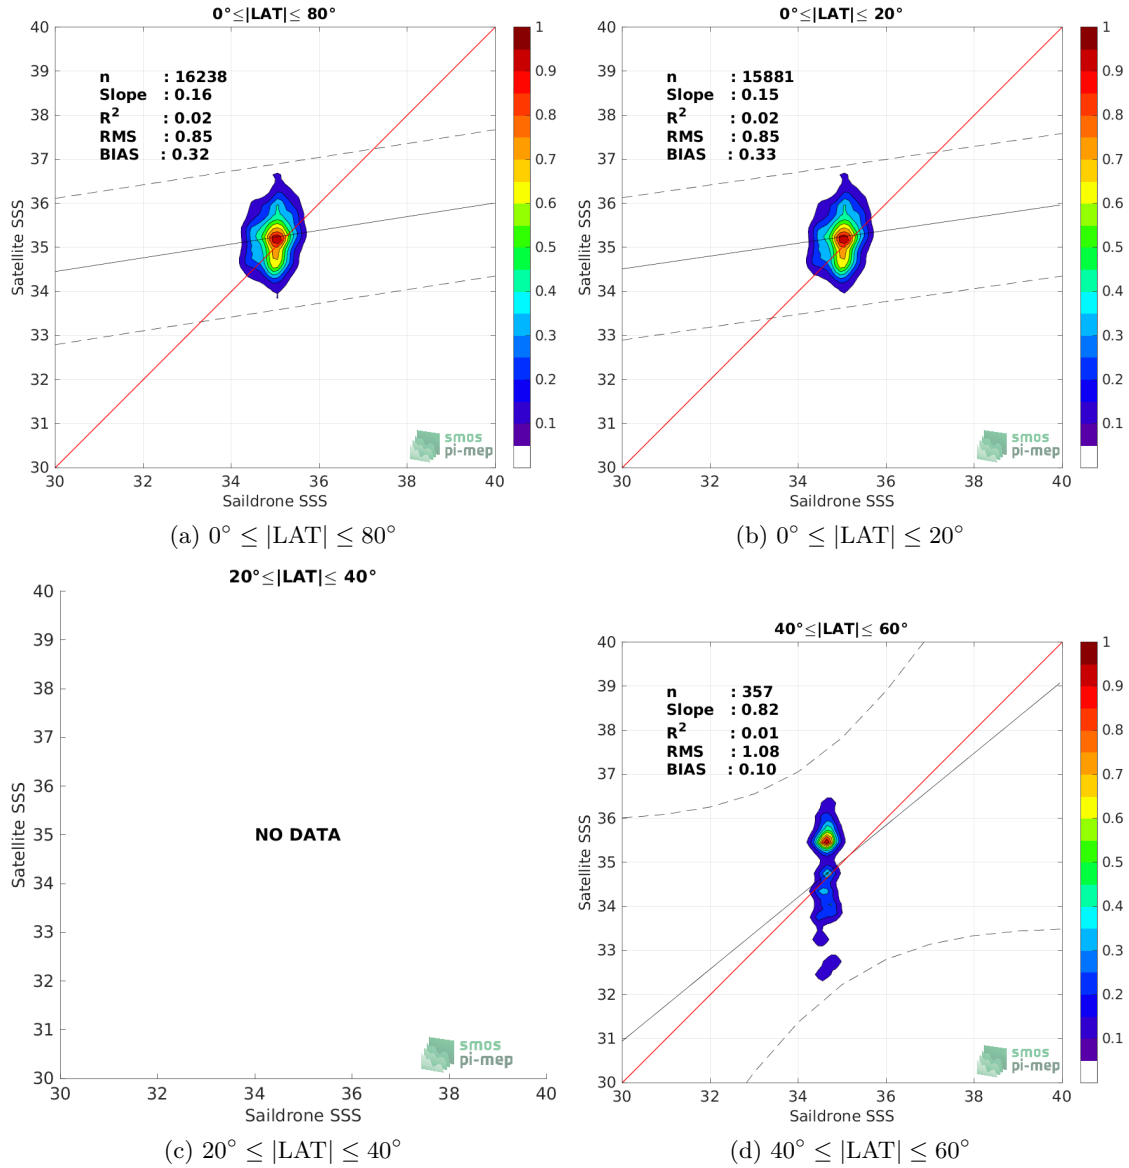 0°≤|LAT|≤ 80°
n : 16238
Slope : 0.16
R² : 0.02
RMS : 0.85
BIAS : 0.32
40
39
38
37
36
35
34
33
32
31
30
Satellite SSS
30 32 34 36 38 40
Saildrone SSS
1
0.9
0.8
0.7
0.6
0.5
0.4
0.3
0.2
0.1
smos
pi-mep
(a) 0° ≤ |LAT| ≤ 80°
0°≤|LAT|≤ 20°
n : 15881
Slope : 0.15
R² : 0.02
RMS : 0.85
BIAS : 0.33
40
39
38
37
36
35
34
33
32
31
30
Satellite SSS
30 32 34 36 38 40
Saildrone SSS
1
0.9
0.8
0.7
0.6
0.5
0.4
0.3
0.2
0.1
smos
pi-mep
(b) 0° ≤ |LAT| ≤ 20°
20°≤|LAT|≤ 40°
40
39
38
37
36
35
34
33
32
31
30
Satellite SSS
NO DATA
30 32 34 36 38 40
Saildrone SSS
smos
pi-mep
(c) 20° ≤ |LAT| ≤ 40°
40°≤|LAT|≤ 60°
n : 357
Slope : 0.82
R² : 0.01
RMS : 1.08
BIAS : 0.10
40
39
38
37
36
35
34
33
32
31
30
Satellite SSS
30 32 34 36 38 40
Saildrone SSS
1
0.9
0.8
0.7
0.6
0.5
0.4
0.3
0.2
0.1
smos
pi-mep
(d) 40° ≤ |LAT| ≤ 60°